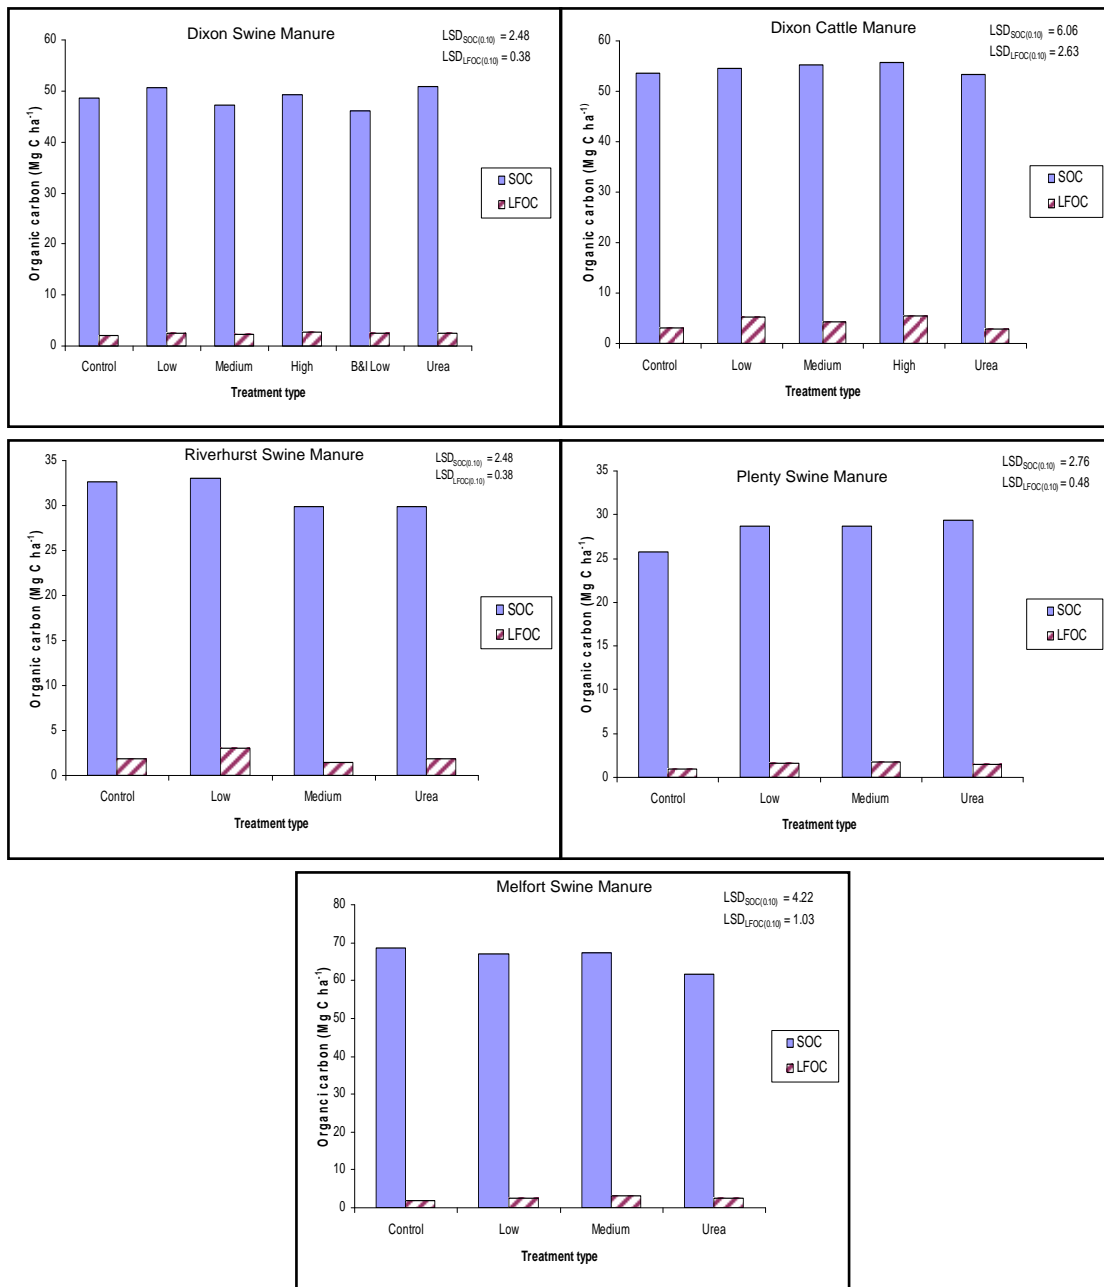 Dixon Swine Manure
LSDSOC(0.10) = 2.48
LSDLFOC(0.10) = 0.38
Organic carbon (Mg C ha-1)
60
50
40
30
20
10
0
SOC
LFOC
Control Low Medium High B&I Low Urea
Treatment type
Dixon Cattle Manure
LSDSOC(0.10) = 6.06
LSDLFOC(0.10) = 2.63
Organic carbon (Mg C ha-1)
60
50
40
30
20
10
0
SOC
LFOC
Control Low Medium High Urea
Treatment type
Riverhurst Swine Manure
LSDSOC(0.10) = 2.48
LSDLFOC(0.10) = 0.38
Organic carbon (Mg C ha-1)
35
30
25
20
15
10
5
0
SOC
LFOC
Control Low Medium Urea
Treatment type
Plenty Swine Manure
LSDSOC(0.10) = 2.76
LSDLFOC(0.10) = 0.48
Organic carbon (Mg C ha-1)
35
30
25
20
15
10
5
0
SOC
LFOC
Control Low Medium Urea
Treatment type
Melfort Swine Manure
LSDSOC(0.10) = 4.22
LSDLFOC(0.10) = 1.03
Organci carbon (Mg C ha-1)
80
70
60
50
40
30
20
10
0
SOC
LFOC
Control Low Medium Urea
Treatment type